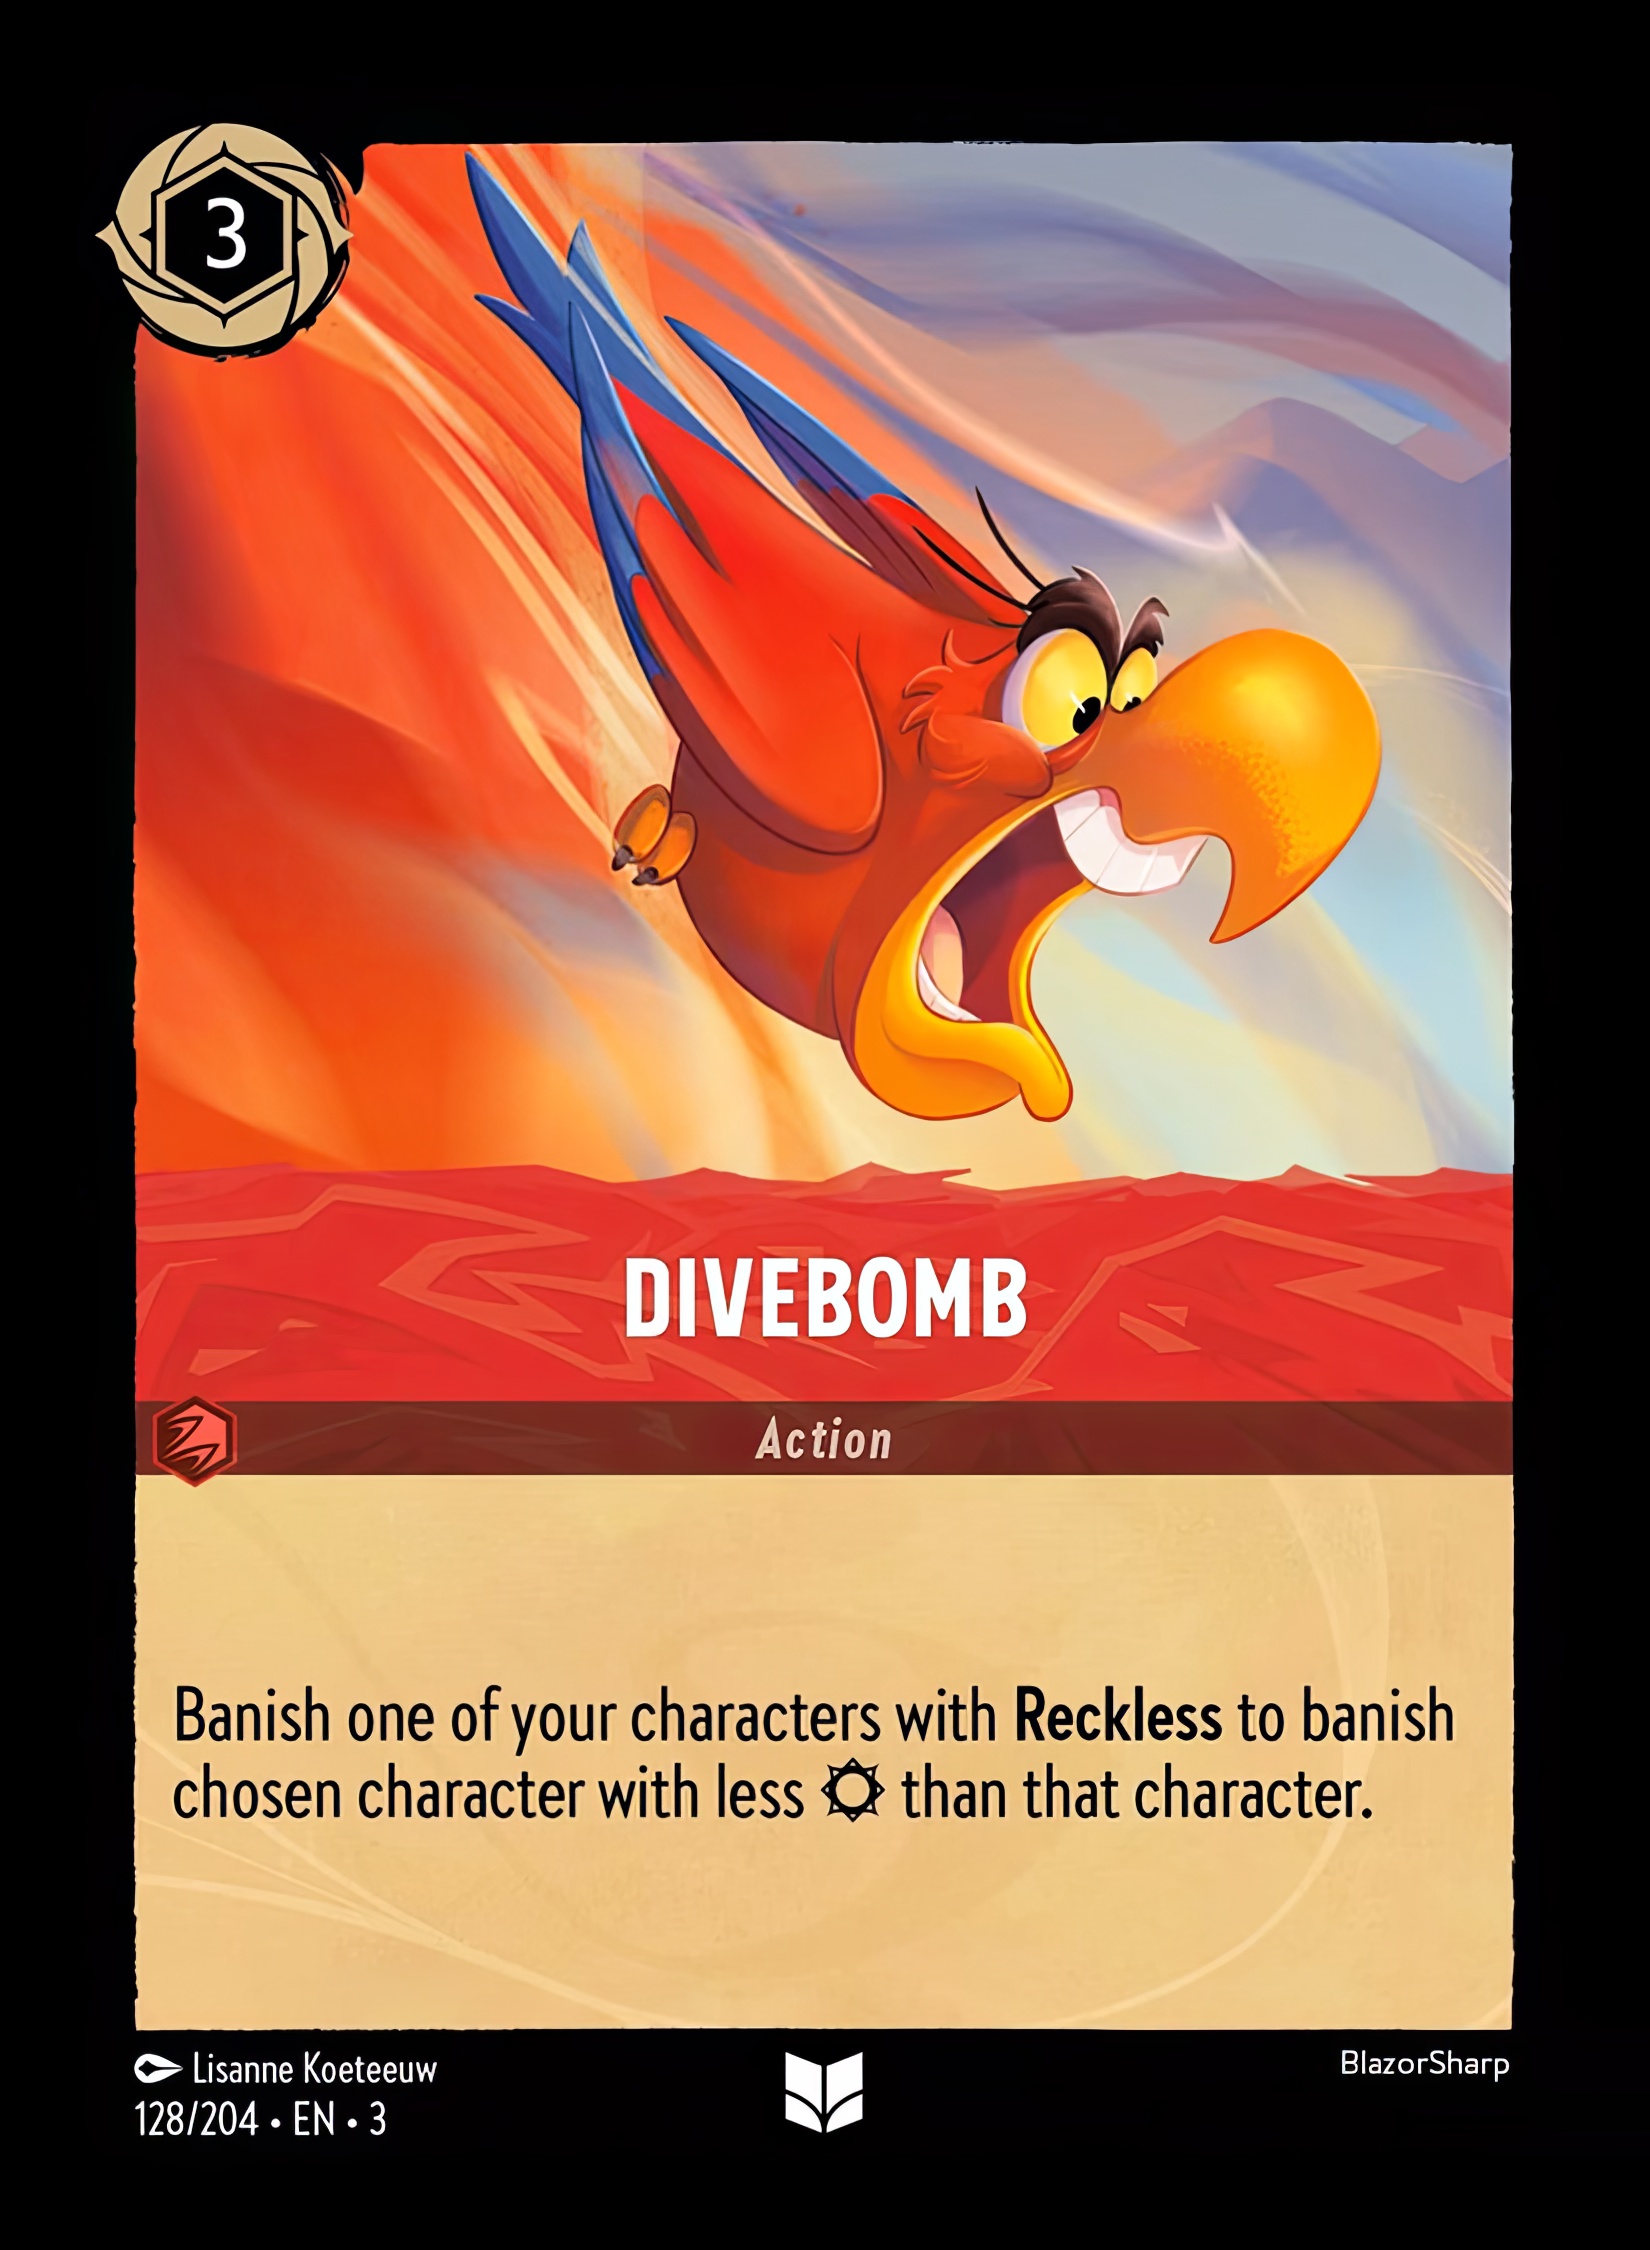 3
DIVEBOMB
Action
Banish one of your characters with Reckless to banish
chosen character with less than that character.
Lisanne Koeteeuw
BlazorSharp
128/204 • EN • 3